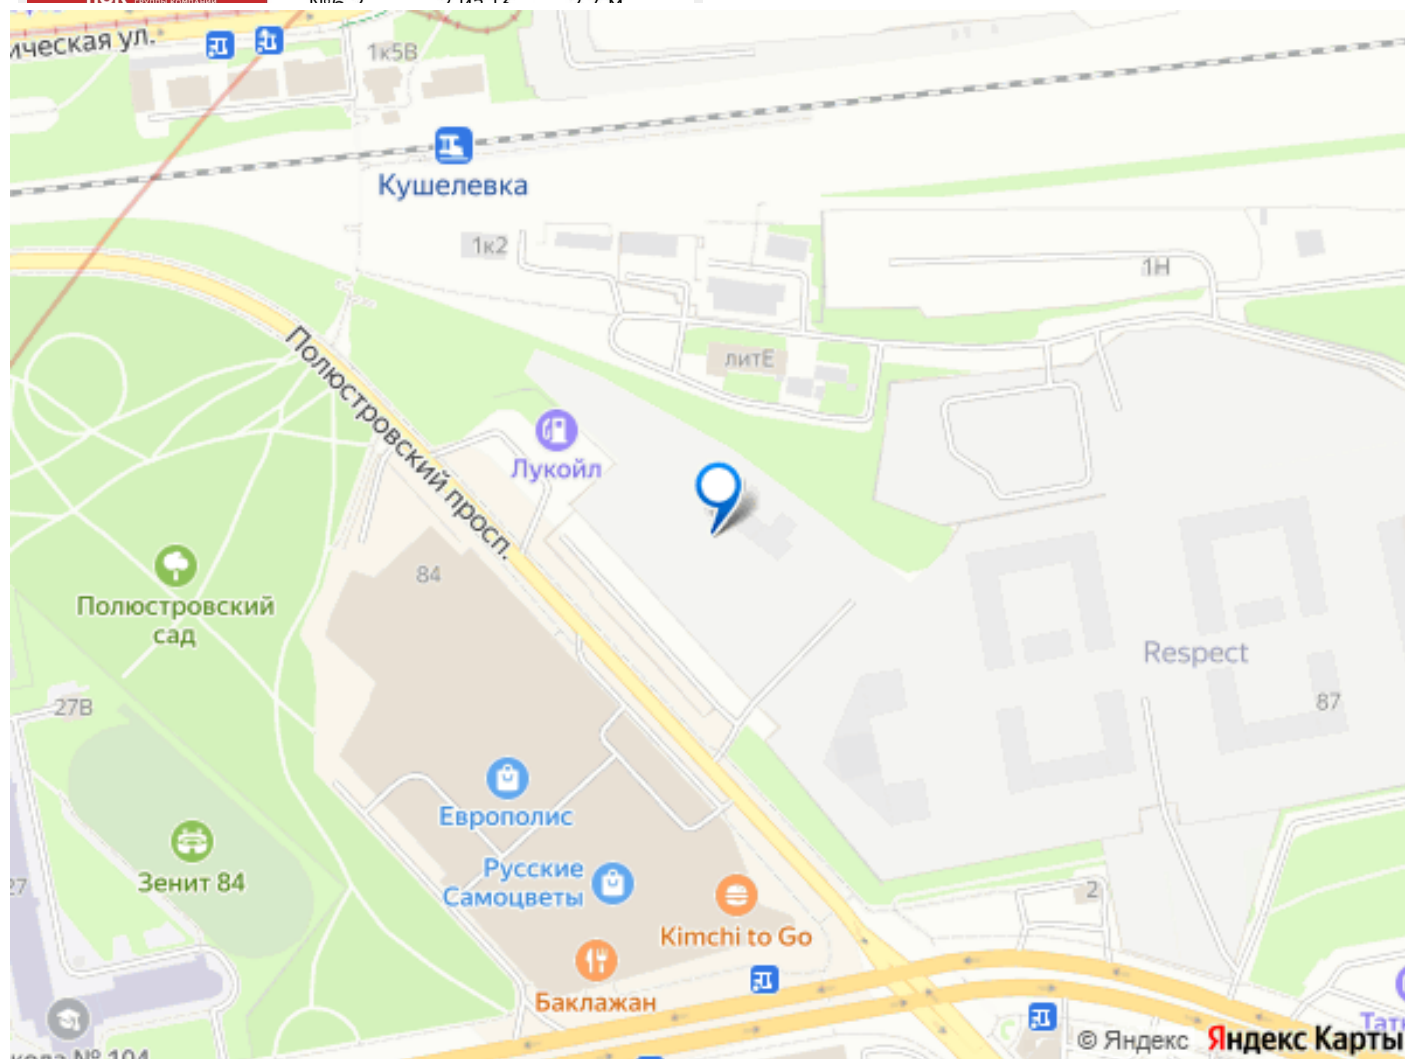 ическая ул.
1к5В
Кушелевка
1к2
1Н
литЕ
Полюстровский просп.
Лукойл
84
Полюстровский
сад
Respect
27В
87
Европолис
Зенит 84
27
Русские
Самоцветы
2
Kimchi to Go
Баклажан
© Яндекс Яндекс Карты